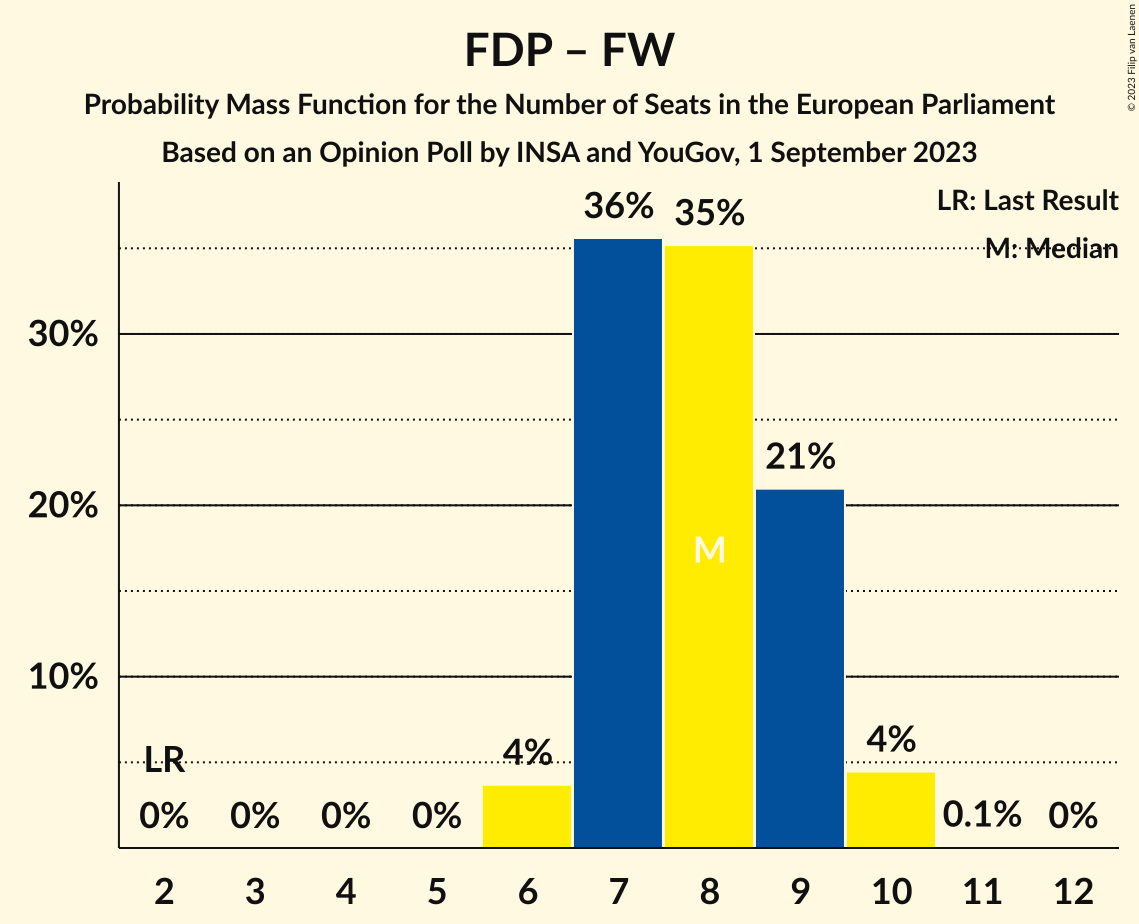 FDP – FW
Probability Mass Function for the Number of Seats in the European Parliament
Based on an Opinion Poll by INSA and YouGov, 1 September 2023
© 2023 Filip van Laenen
LR: Last Result
M: Median
36%
35%
30%
21%
20%
M
10%
LR
4%
4%
0%
0%
0%
0%
0.1%
0%
2 3 4 5 6 7 8 9 10 11 12